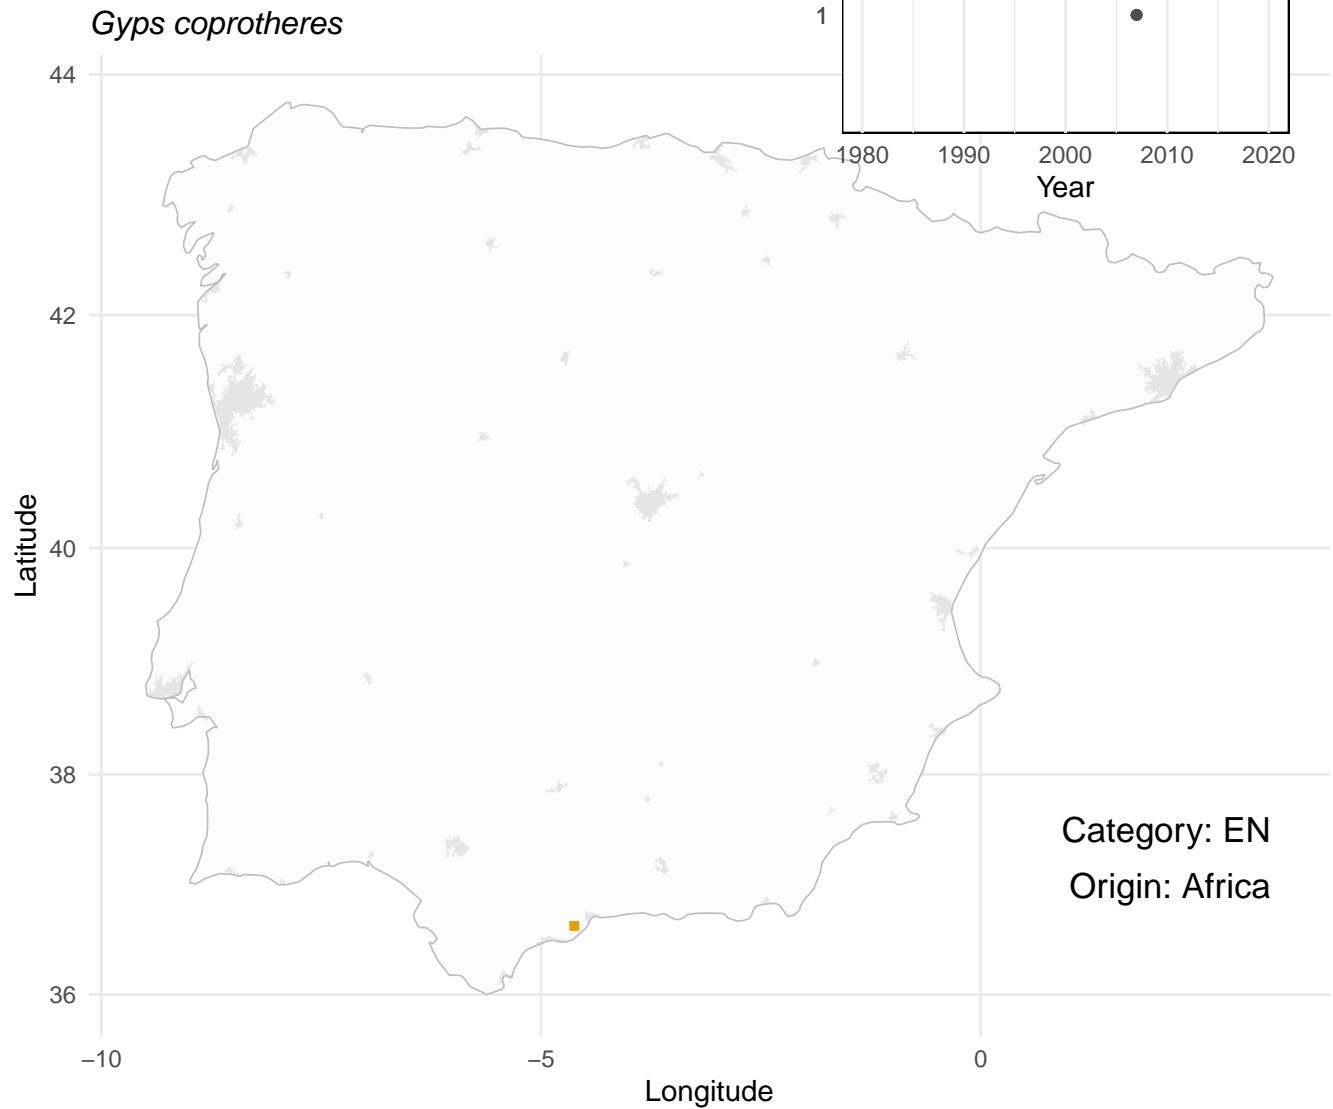 Gyps coprotheres
1
1980 1990 2000 2010 2020
Year
44
42
40
38
36
Latitude
Category: EN
Origin: Africa
−10 −5 0
Longitude